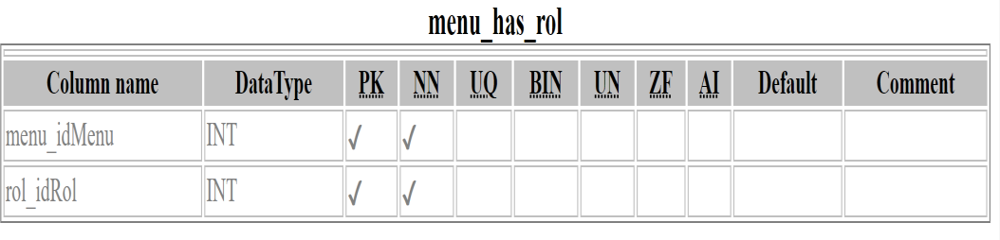 menu_has_rol
Column name DataType PK NN UQ BIN UN ZF AI Default Comment
menu_idMenu INT ✓ ✓
rol_idRol INT ✓ ✓